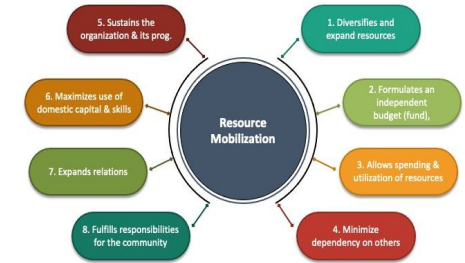 5. Sustains the
organization & its prog.
1. Diversifies and
expand resources
6. Maximizes use of
domestic capital & skills
2. Formulates an
independent
budget (fund),
Resource
Mobilization
7. Expands relations
3. Allows spending &
utilization of resources
8. Fulfills responsibilities
for the community
4. Minimize
dependency on others